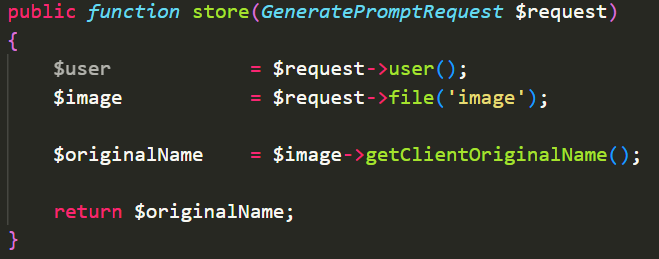 public function store(GeneratePromptRequest $request)
{
    $user            = $request->user();
    $image           = $request->file('image');

    $originalName    = $image->getClientOriginalName();

    return $originalName;
}